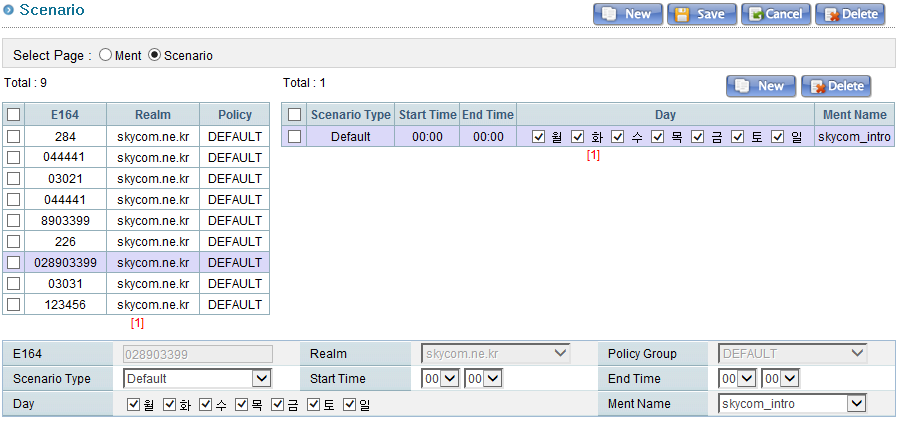 Scenario
New Save Cancel Delete
Select Page : Ment Scenario
Total : 9
Total : 1
New Delete
E164 Realm Policy
284 skycom.ne.kr DEFAULT
044441 skycom.ne.kr DEFAULT
03021 skycom.ne.kr DEFAULT
044441 skycom.ne.kr DEFAULT
8903399 skycom.ne.kr DEFAULT
226 skycom.ne.kr DEFAULT
028903399 skycom.ne.kr DEFAULT
03031 skycom.ne.kr DEFAULT
123456 skycom.ne.kr DEFAULT
[1]
Scenario Type Start Time End Time Day Ment Name
Default 00:00 00:00 월 화 수 목 금 토 일 skycom_intro
[1]
E164 028903399 Realm skycom.ne.kr Policy Group DEFAULT
Scenario Type Default Start Time 00 00 End Time 00 00
Day 월 화 수 목 금 토 일 Ment Name skycom_intro